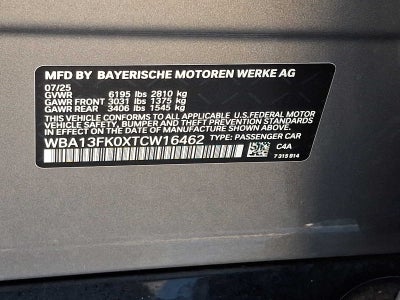 MFD BY BAYERISCHE MOTOREN WERKE AG
07/25
GVWR 6195 lbs 2810 kg
GAWR FRONT 3031 lbs 1375 kg
GAWR REAR 3406 lbs 1545 kg
THIS VEHICLE CONFORMS TO ALL APPLICABLE U.S.FEDERAL MOTOR
VEHICLE SAFETY, BUMPER, AND THEFT PREVENTION
STANDARDS IN EFFECT ON THE DATE OF MANUFACTURE SHOWN ABOVE.
WBA13FK0XTCW16462 TYPE: PASSENGER CAR
C4A
7 315 814